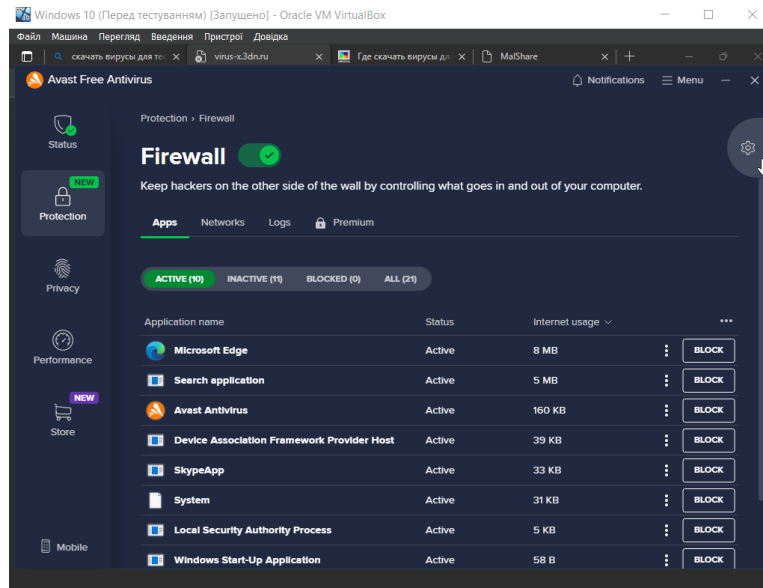 Windows 10 (Перед тестуванням) [Запущено] - Oracle VM VirtualBox
Файл Машина Перегляд Введення Пристрої Довідка
скачать вирусы для тес virus-x.3dn.ru Где скачать вирусы дл MalShare
Avast Free Antivirus Notifications Menu
Status
NEW
Protection
Privacy
Performance
NEW
Store
Mobile
Protection › Firewall
Firewall
Keep hackers on the other side of the wall by controlling what goes in and out of your computer.
Apps Networks Logs Premium
ACTIVE (10) INACTIVE (11) BLOCKED (0) ALL (21)
Application name Status Internet usage
Microsoft Edge Active 8 MB BLOCK
Search application Active 5 MB BLOCK
Avast Antivirus Active 160 KB BLOCK
Device Association Framework Provider Host Active 39 KB BLOCK
SkypeApp Active 33 KB BLOCK
System Active 31 KB BLOCK
Local Security Authority Process Active 5 KB BLOCK
Windows Start-Up Application Active 58 B BLOCK